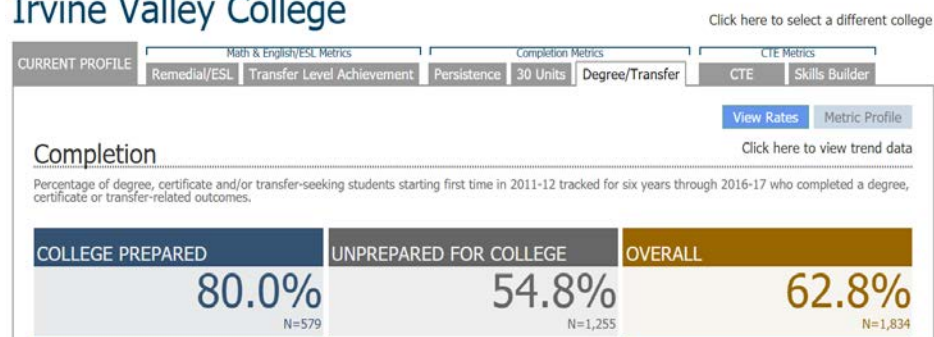 Irvine Valley College
Click here to select a different college
CURRENT PROFILE
Math & English/ESL Metrics
Completion Metrics
CTE Metrics
Remedial/ESL Transfer Level Achievement Persistence 30 Units Degree/Transfer CTE Skills Builder
View Rates Metric Profile
Completion
Click here to view trend data
Percentage of degree, certificate and/or transfer-seeking students starting first time in 2011-12 tracked for six years through 2016-17 who completed a degree,
certificate or transfer-related outcomes.
COLLEGE PREPARED UNPREPARED FOR COLLEGE OVERALL
80.0% 54.8% 62.8%
N=579 N=1,255 N=1,834